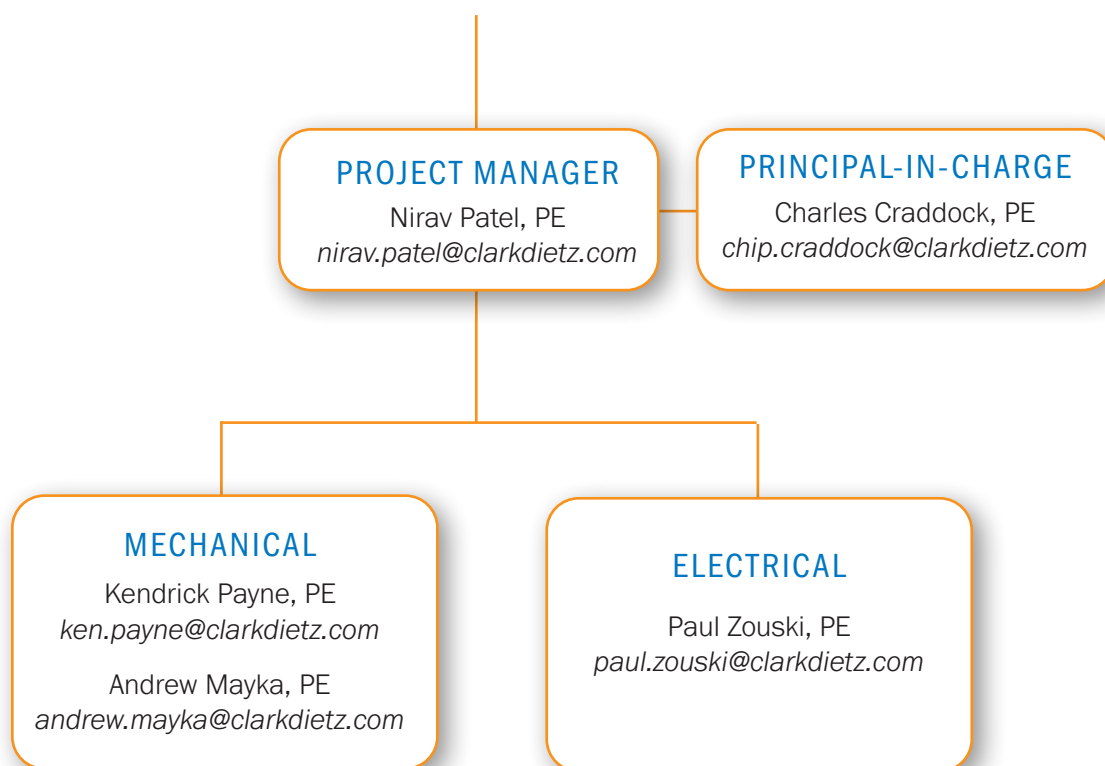 PROJECT MANAGER
Nirav Patel, PE
nirav.patel@clarkdietz.com
PRINCIPAL-IN-CHARGE
Charles Craddock, PE
chip.craddock@clarkdietz.com
MECHANICAL
Kendrick Payne, PE
ken.payne@clarkdietz.com
Andrew Mayka, PE
andrew.mayka@clarkdietz.com
ELECTRICAL
Paul Zouski, PE
paul.zouski@clarkdietz.com